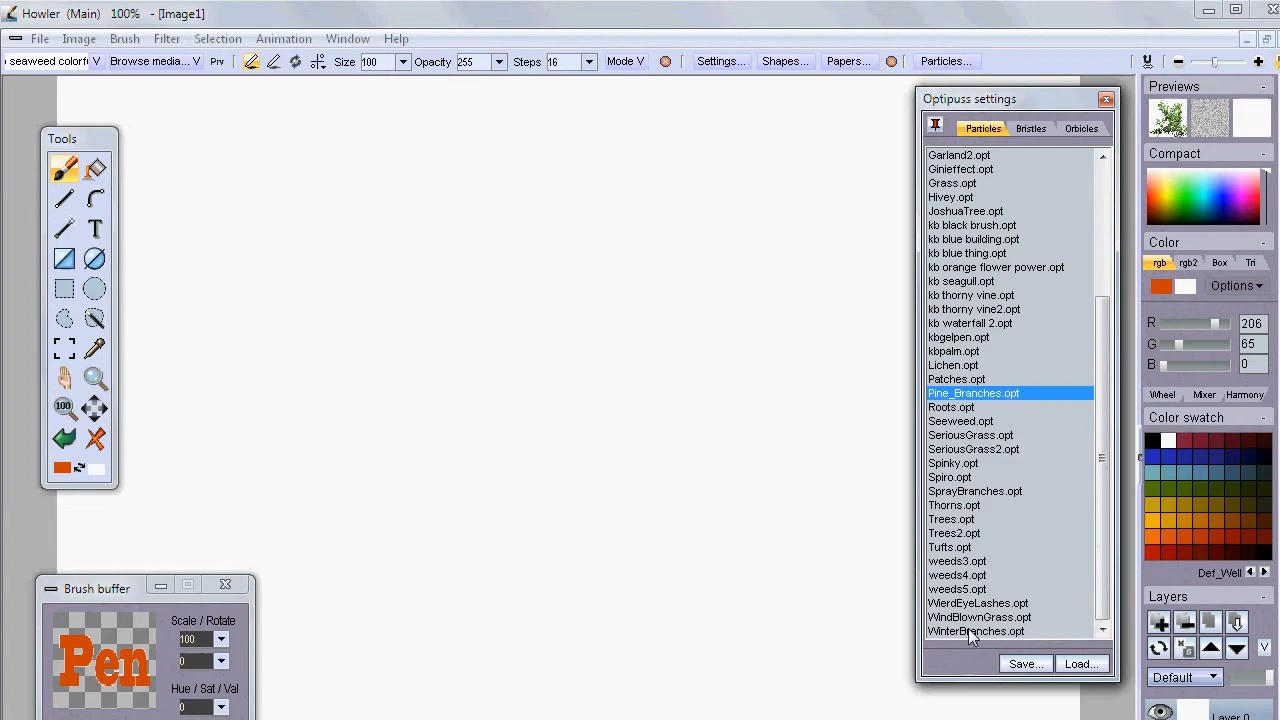 Howler (Main) 100% - [Image1]
File Image Brush Filter Selection Animation Window Help
: seaweed colorfi V Browse media... V Prv Size 100 Opacity 255 Steps 16 Mode V Settings... Shapes... Papers... Particles...
Tools
100
Brush buffer
Pen
Scale / Rotate
100
0
Hue / Sat / Val
0
Optipuss settings
Particles Bristles Orbicles
Garland2.opt
Ginieffect.opt
Grass.opt
Hivey.opt
JoshuaTree.opt
kb black brush.opt
kb blue building.opt
kb blue thing.opt
kb orange flower power.opt
kb seagull.opt
kb thorny vine.opt
kb thorny vine2.opt
kb waterfall 2.opt
kbgelpen.opt
kbpalm.opt
Lichen.opt
Patches.opt
Pine_Branches.opt
Roots.opt
Seeweed.opt
SeriousGrass.opt
SeriousGrass2.opt
Spinky.opt
Spiro.opt
SprayBranches.opt
Thorns.opt
Trees.opt
Trees2.opt
Tufts.opt
weeds3.opt
weeds4.opt
weeds5.opt
WierdEyeLashes.opt
WindBlownGrass.opt
WinterBranches.opt
Save... Load...
Previews
Compact
Color
rgb rgb2 Box Tri
Options
R 206
G 65
B 0
Wheel Mixer Harmony
Color swatch
Def_Well
Layers
V
Default
Layer 0